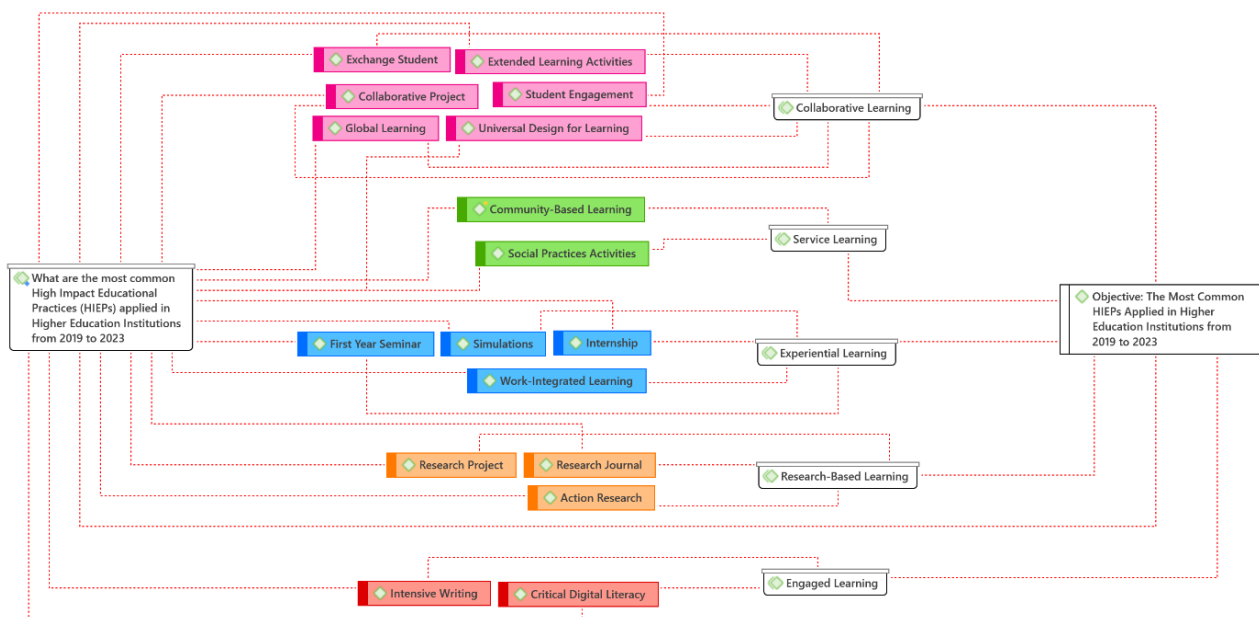 Exchange Student
Extended Learning Activities
Collaborative Project
Student Engagement
Collaborative Learning
Global Learning
Universal Design for Learning
Community-Based Learning
Service Learning
Social Practices Activities
What are the most common
High Impact Educational
Practices (HIEPs) applied in
Higher Education Institutions
from 2019 to 2023
Objective: The Most Common
HIEPs Applied in Higher
Education Institutions from
2019 to 2023
First Year Seminar
Simulations
Internship
Experiential Learning
Work-Integrated Learning
Research Project
Research Journal
Research-Based Learning
Action Research
Engaged Learning
Intensive Writing
Critical Digital Literacy